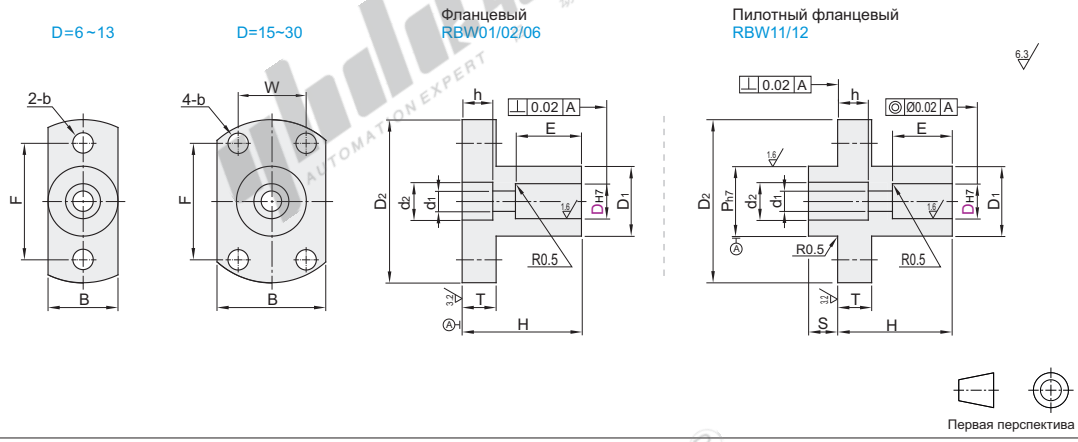 D=6~13
D=15~30
Фланцевый
RBW01/02/06
Пилотный фланцевый
RBW11/12
6.3
2-b
F
B
4-b
W
F
B
h
⊥ 0.02 A
E
D2
d2
d1
1.6
DH7
D1
R0.5
3.2
T
A
H
⊥ 0.02 A
h
◎ Ø0.02 A
E
1.6
D2
Ph7
d2
d1
1.6
DH7
D1
A
R0.5
R0.5
3.2
T
S
H
AUTOMATION EXPERT
Первая перспектива